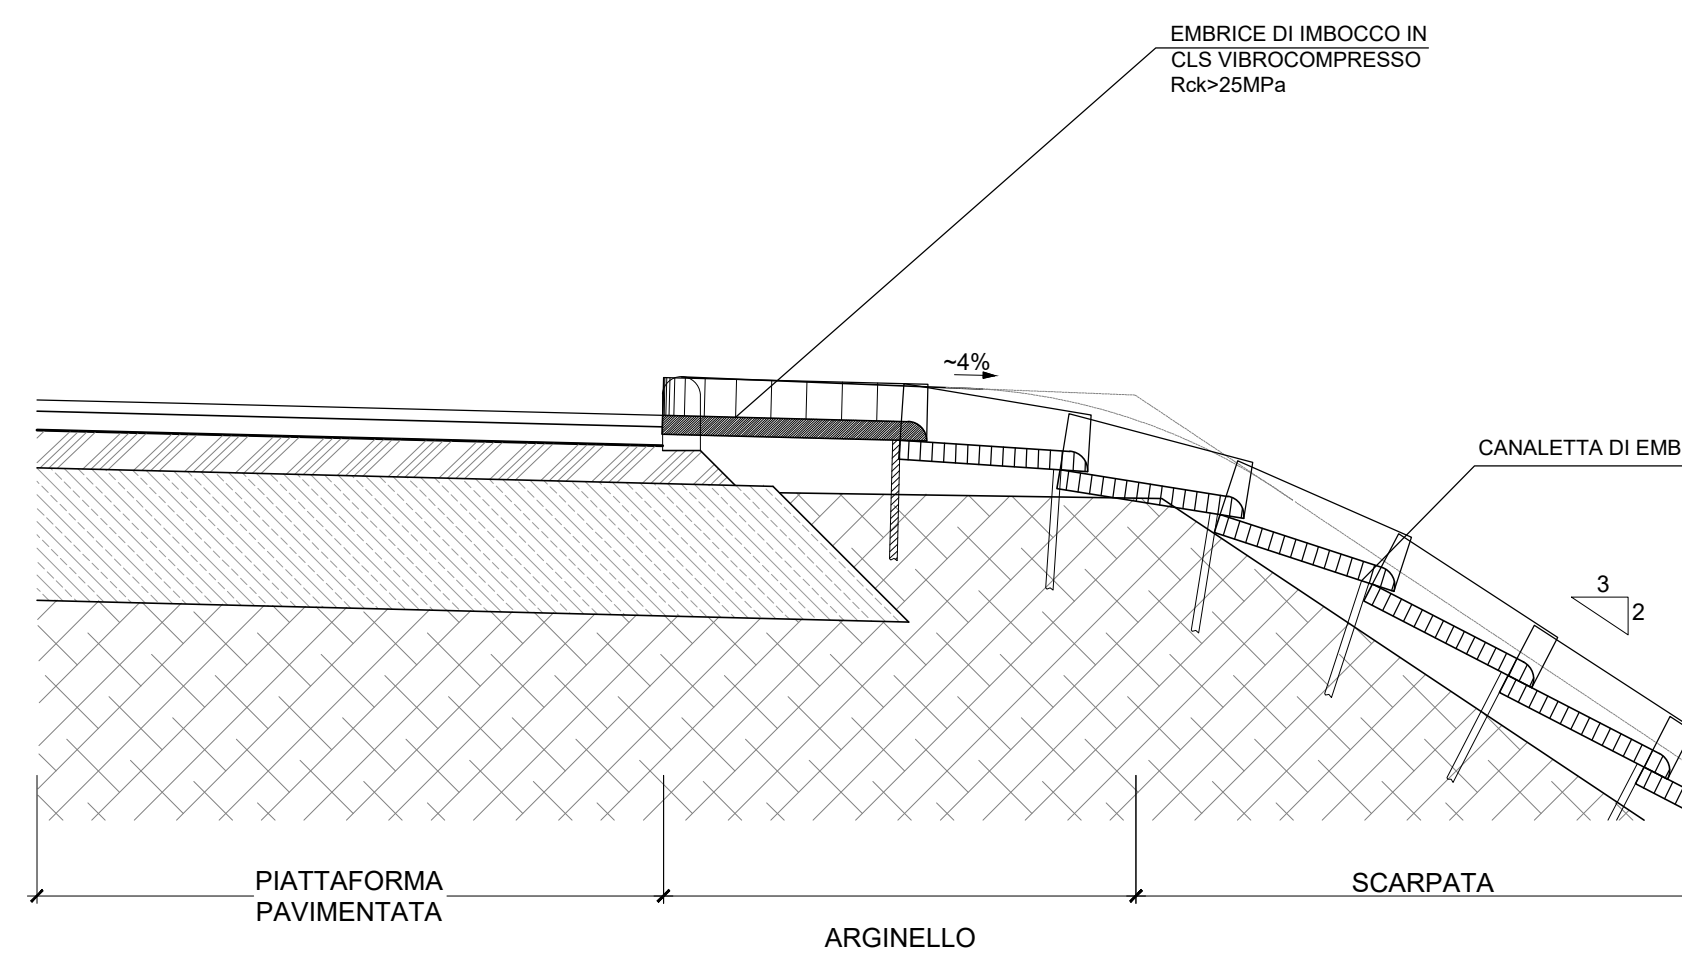 EMBRICE DI IMBOCCO IN
CLS VIBROCOMPRESSO
Rck>25MPa
~4%
CANALETTA DI EMB
3
2
PIATTAFORMA
PAVIMENTATA
SCARPATA
ARGINELLO